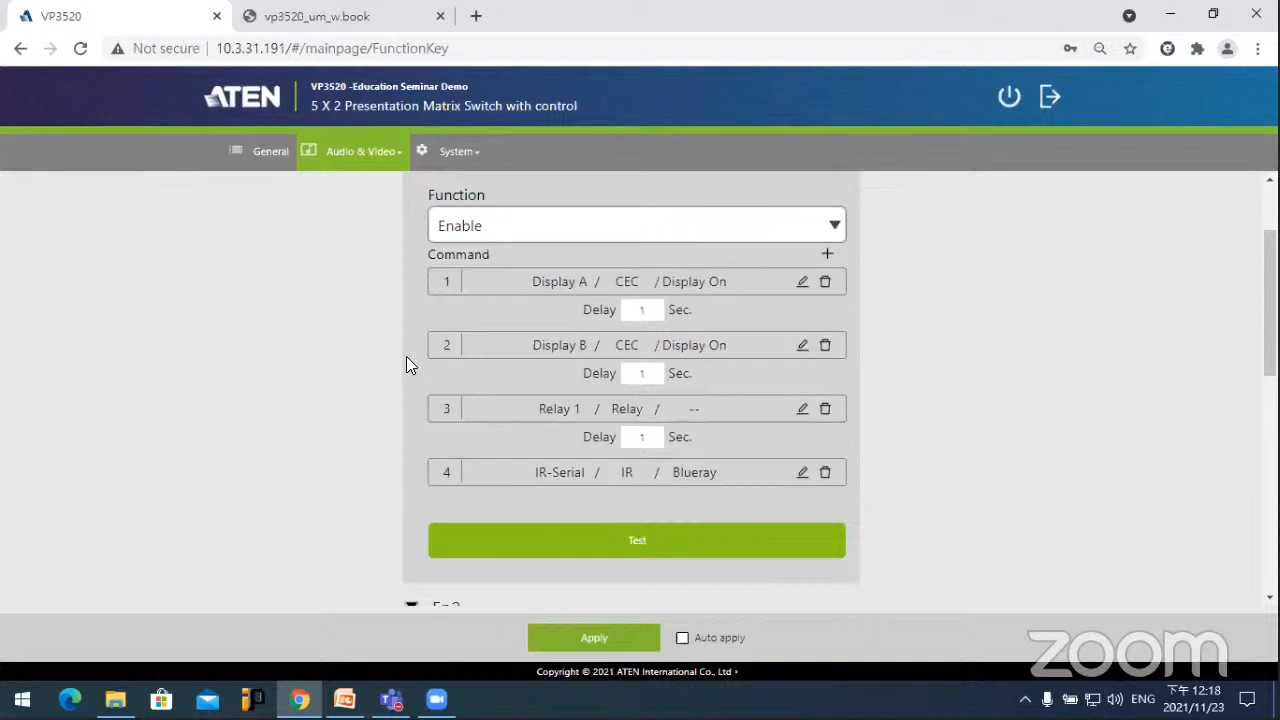 VP3520
vp3520_um_w.book
Not secure 10.3.31.191/#/mainpage/FunctionKey
ATEN
VP3520 -Education Seminar Demo
5 X 2 Presentation Matrix Switch with control
General Audio & Video System
Function
Enable
Command +
1 Display A / CEC / Display On
Delay 1 Sec.
2 Display B / CEC / Display On
Delay 1 Sec.
3 Relay 1 / Relay / --
Delay 1 Sec.
4 IR-Serial / IR / Blueray
Test
Apply Auto apply
zoom
Copyright © 2021 ATEN International Co., Ltd •
ENG
下午 12:18
2021/11/23